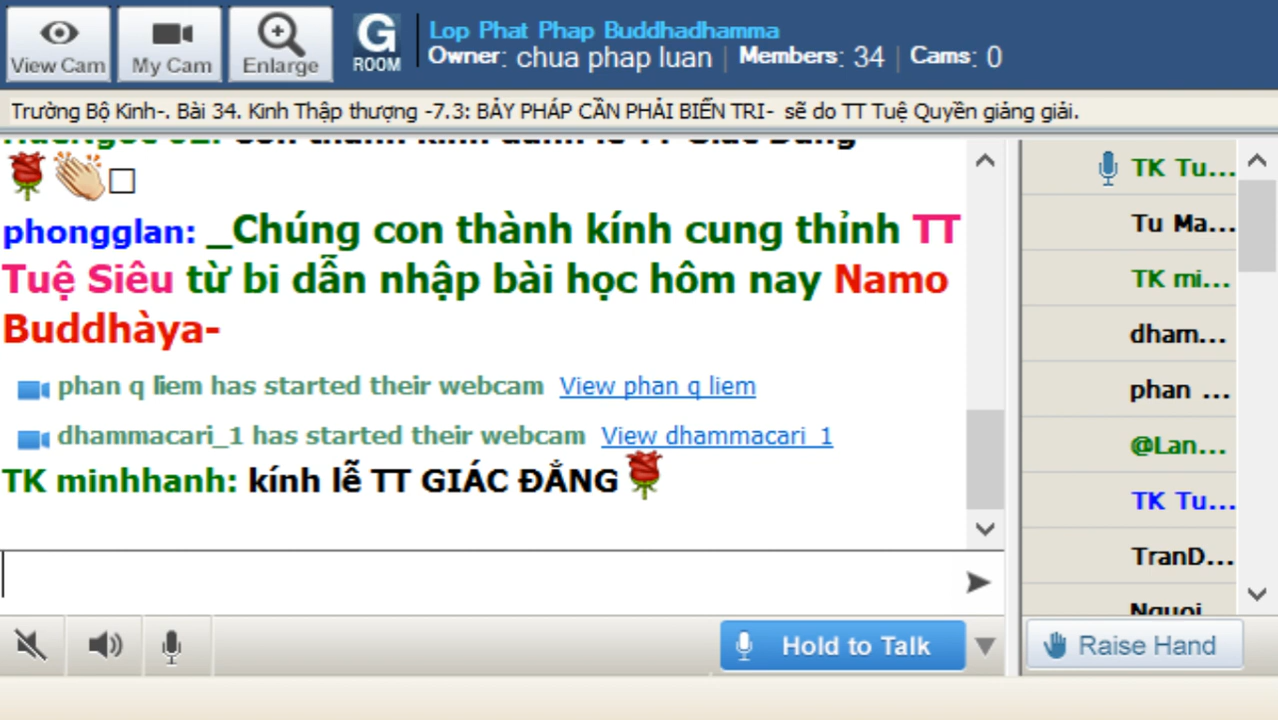 View Cam
My Cam
Enlarge
G
ROOM
Lop Phat Phap Buddhadhamma
Owner: chua phap luan | Members: 34 | Cams: 0
Trường Bộ Kinh-. Bài 34. Kinh Thập thượng -7.3: BẢY PHÁP CẦN PHẢI BIẾN TRI- sẽ do TT Tuệ Quyền giảng giải.
phongglan: _Chúng con thành kính cung thỉnh TT
Tuệ Siêu từ bi dẫn nhập bài học hôm nay Namo
Buddhàya-
phan q liem has started their webcam View phan q liem
dhammacari_1 has started their webcam View dhammacari_1
TK minhhanh: kính lễ TT GIÁC ĐẲNG
Hold to Talk
TK Tu...
Tu Ma...
TK mi...
dham...
phan ...
@Lan...
TK Tu...
TranD...
Nguoi
Raise Hand